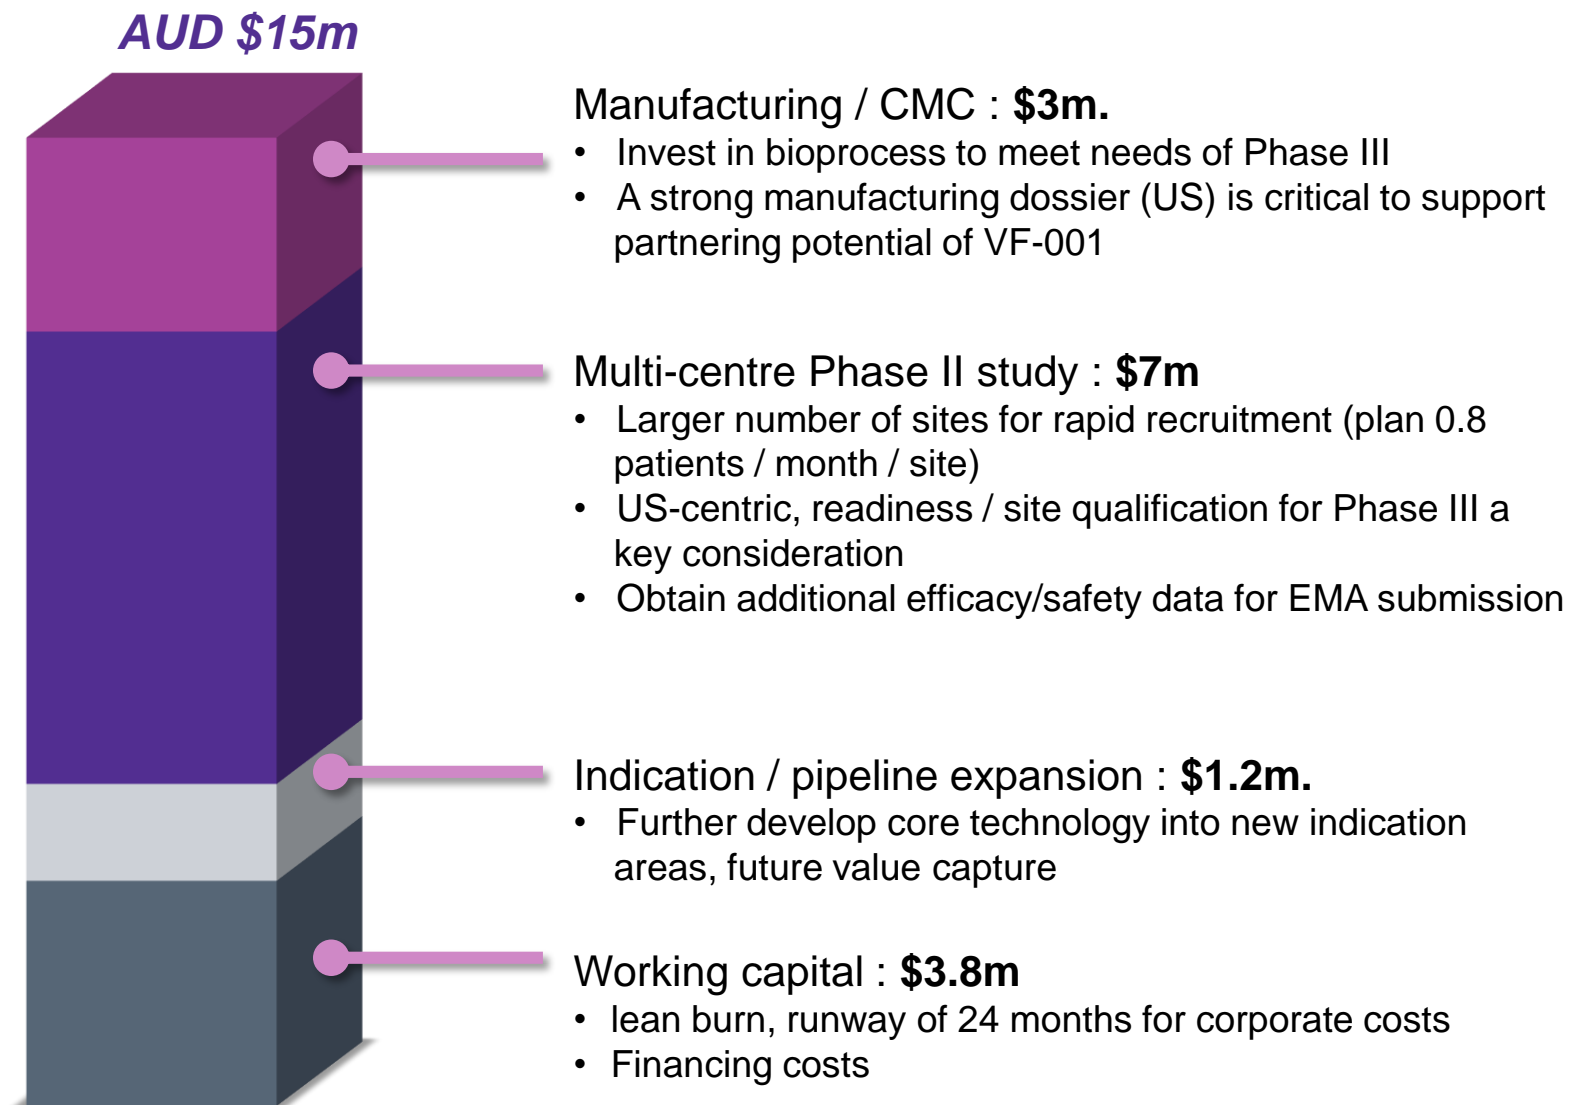 AUD $15m
Manufacturing / CMC : $3m.
• Invest in bioprocess to meet needs of Phase III
• A strong manufacturing dossier (US) is critical to support
partnering potential of VF-001
Multi-centre Phase II study : $7m
• Larger number of sites for rapid recruitment (plan 0.8
patients / month / site)
• US-centric, readiness / site qualification for Phase III a
key consideration
• Obtain additional efficacy/safety data for EMA submission
Indication / pipeline expansion : $1.2m.
• Further develop core technology into new indication
areas, future value capture
Working capital : $3.8m
• lean burn, runway of 24 months for corporate costs
• Financing costs